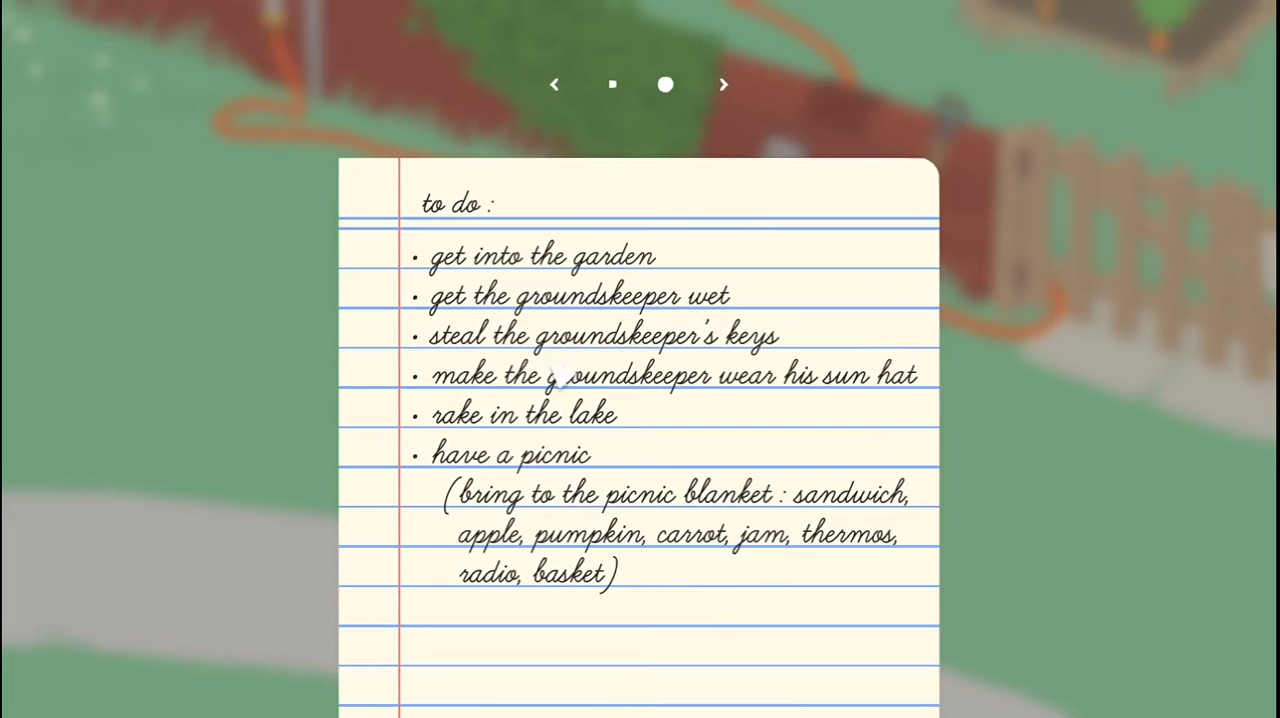 to do :
• get into the garden
• get the groundskeeper wet
• steal the groundskeeper's keys
• make the groundskeeper wear his sun hat
• rake in the lake
• have a picnic
(bring to the picnic blanket : sandwich,
apple, pumpkin, carrot, jam, thermos,
radio, basket)